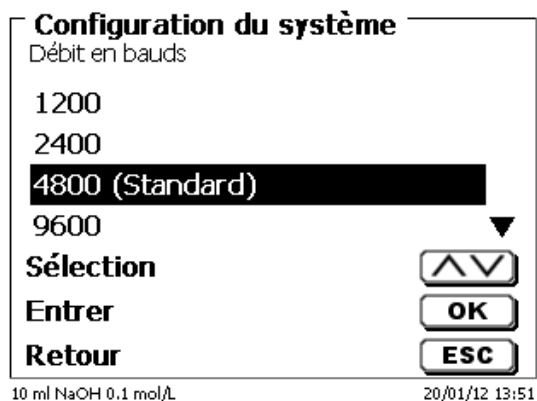 Configuration du système
Débit en bauds
1200
2400
4800 (Standard)
9600
Sélection
Entrer OK
Retour ESC
10 ml NaOH 0.1 mol/L 20/01/12 13:51